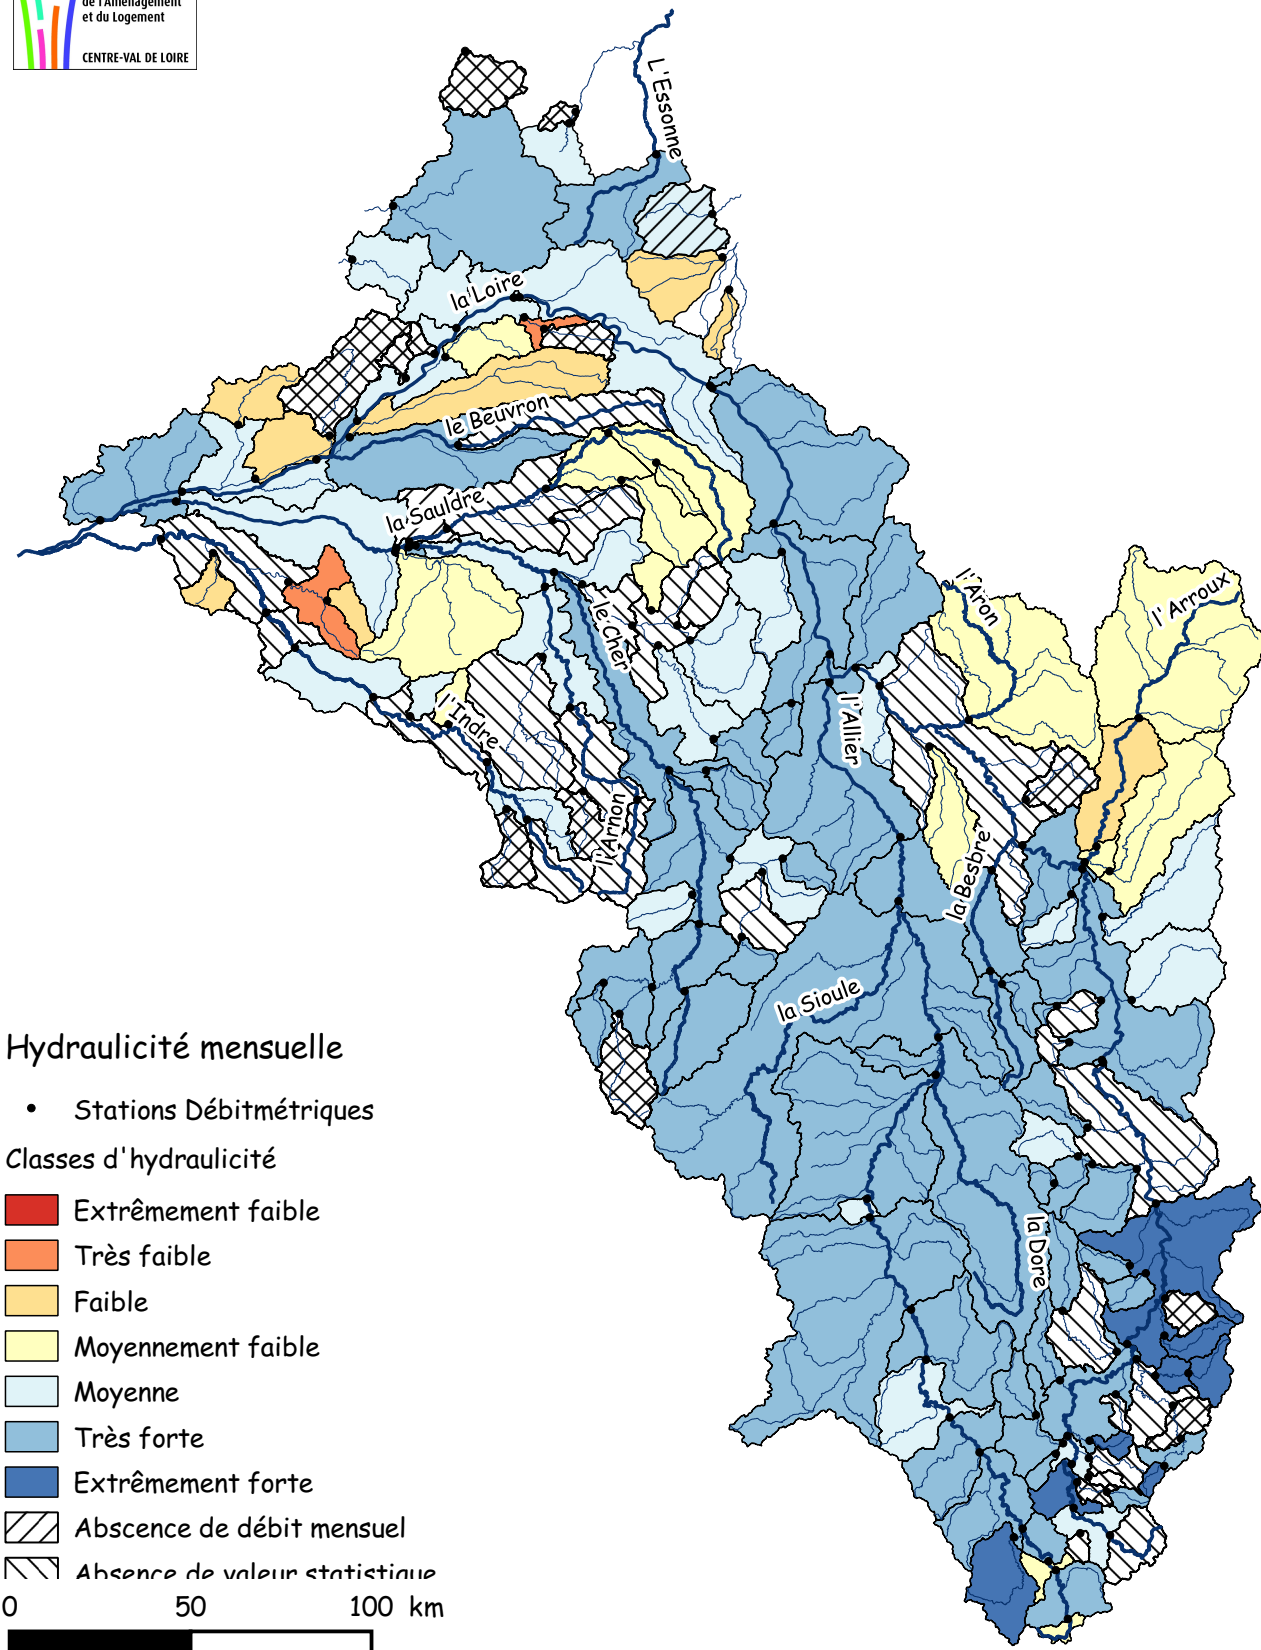 de l'Aménagement
et du Logement
CENTRE-VAL DE LOIRE
L'Essonne
la Loire
le Beuvron
la Sauldre
le Cher
l'Indre
l'Arnon
l'Allier
l'Aron
l'Arroux
la Besbre
la Sioule
la Dore
Hydraulicité mensuelle
Stations Débitmétriques
Classes d'hydraulicité
Extrêmement faible
Très faible
Faible
Moyennement faible
Moyenne
Très forte
Extrêmement forte
Abscence de débit mensuel
Absence de valeur statistique
0 50 100 km